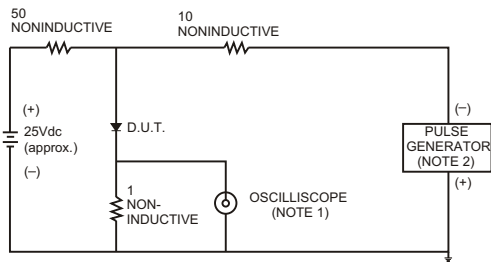 50
NONINDUCTIVE
10
NONINDUCTIVE
(+)
25Vdc
(approx.)
(–)
D.U.T.
1
NON-
INDUCTIVE
OSCILLISCOPE
(NOTE 1)
(–)
PULSE
GENERATOR
(NOTE 2)
(+)